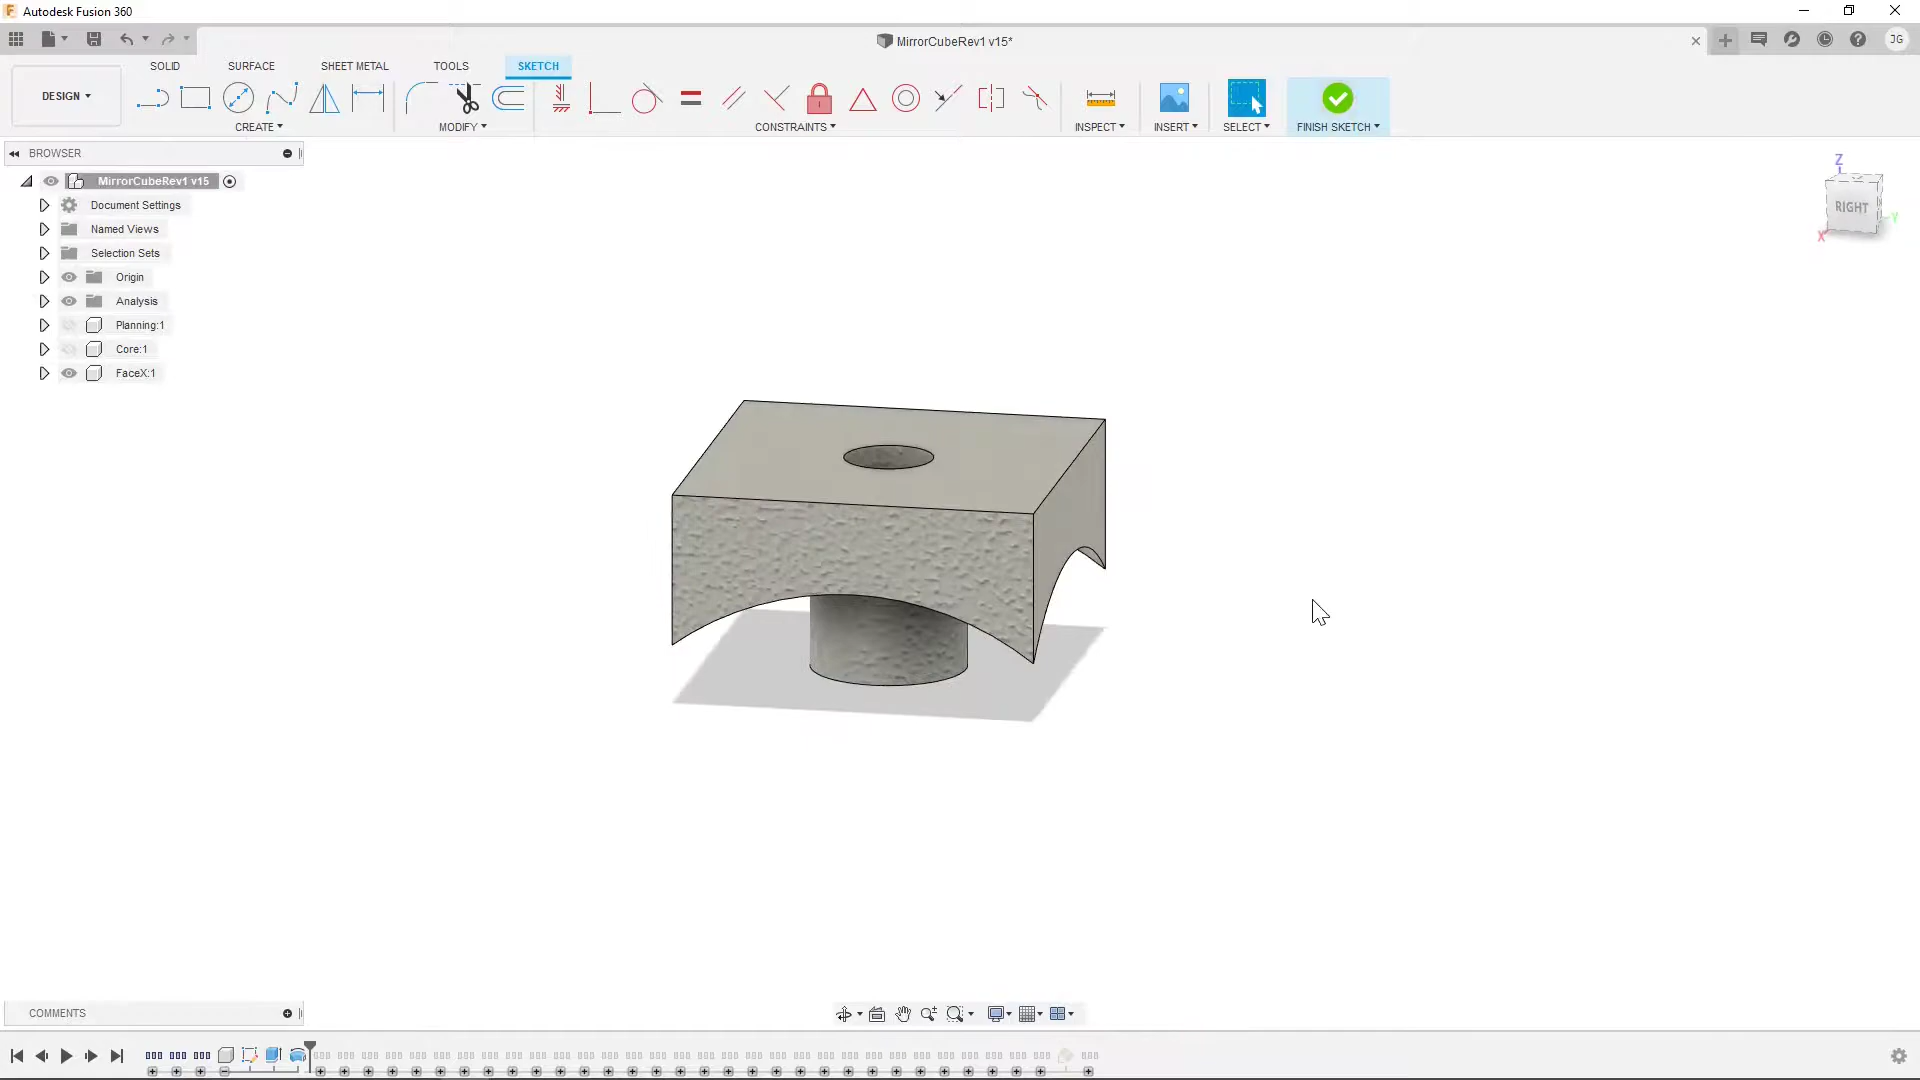 Autodesk Fusion 360
MirrorCubeRev1 v15*
JG
DESIGN
SOLID
SURFACE
SHEET METAL
TOOLS
SKETCH
CREATE
MODIFY
CONSTRAINTS
INSPECT
INSERT
SELECT
FINISH SKETCH
BROWSER
MirrorCubeRev1 v15
Document Settings
Named Views
Selection Sets
Origin
Analysis
Planning:1
Core:1
FaceX:1
Z
RIGHT
Y
X
COMMENTS